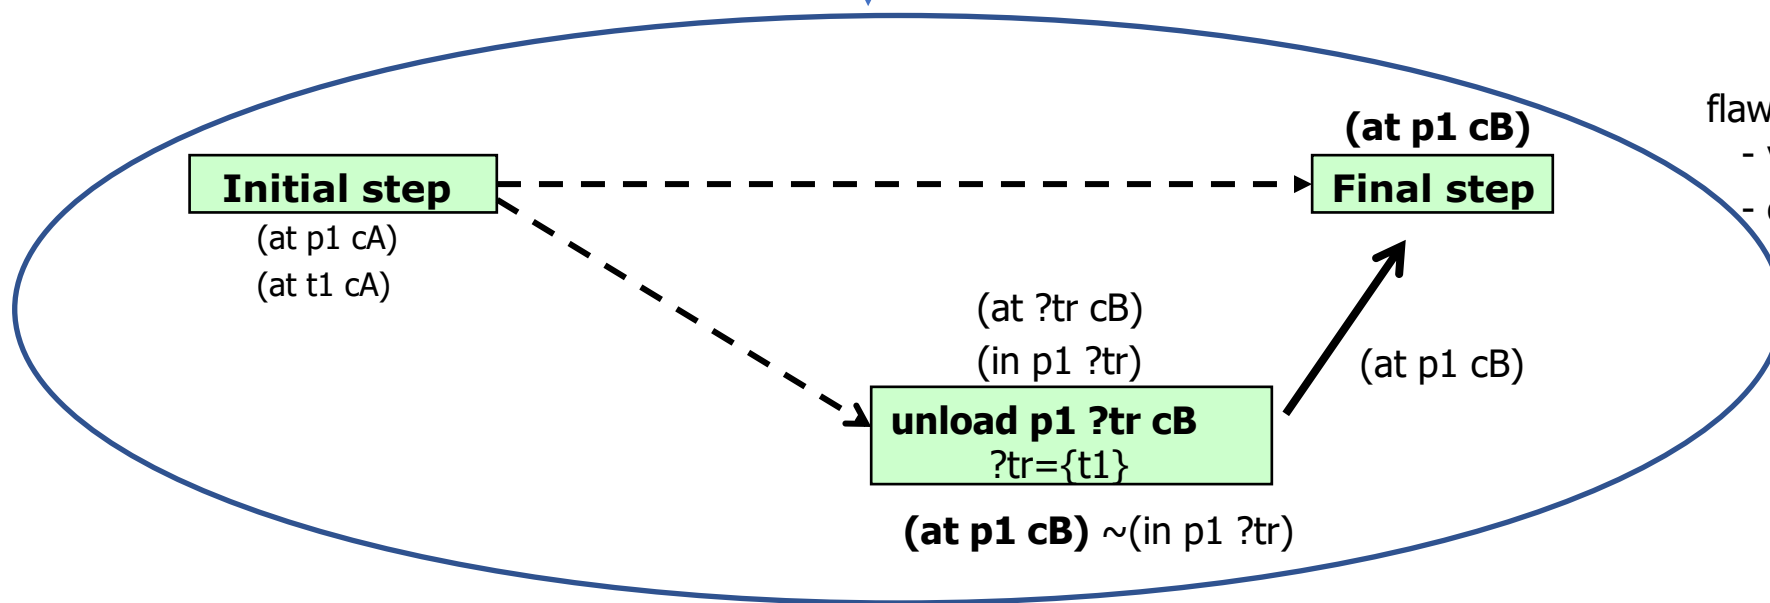 (at p1 cB)
flaw
Initial step
Final step
(at p1 cA)
(at t1 cA)
(at ?tr cB)
(in p1 ?tr)
(at p1 cB)
unload p1 ?tr cB
?tr={t1}
(at p1 cB) ~(in p1 ?tr)